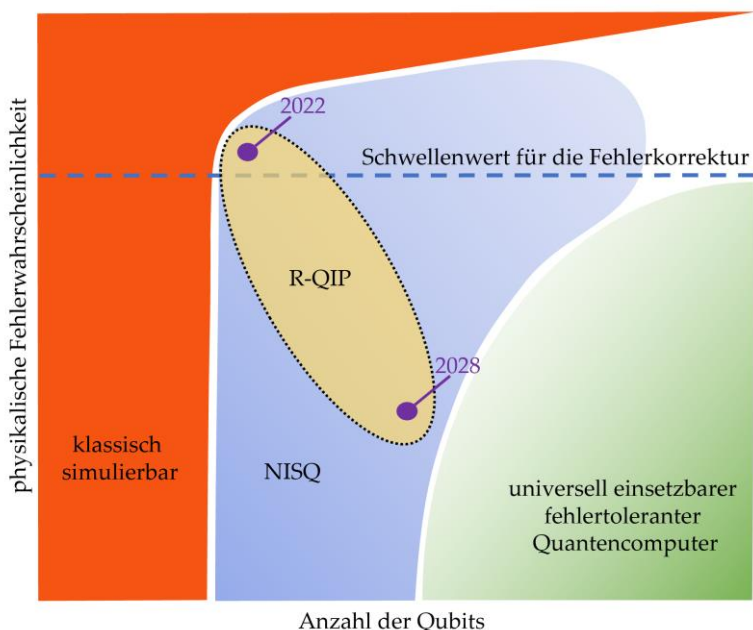 physikalische Fehlerwahrscheinlichkeit
2022
Schwellenwert für die Fehlerkorrektur
R-QIP
2028
klassisch
simulierbar
NISQ
universell einsetzbarer
fehlertoleranter
Quantencomputer
Anzahl der Qubits